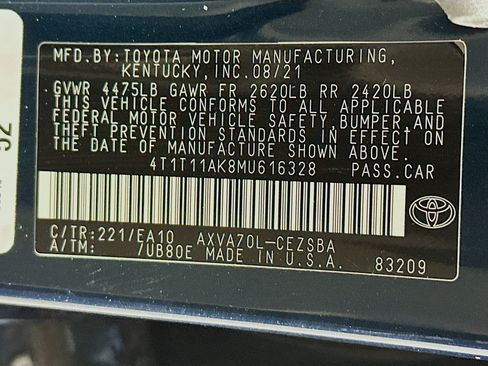 MFD.BY:TOYOTA MOTOR MANUFACTURING,
KENTUCKY,INC.08/21
GVWR 4475LB GAWR FR 2620LB RR 2420LB
THIS VEHICLE CONFORMS TO ALL APPLICABLE
FEDERAL MOTOR VEHICLE SAFETY,BUMPER,AND
THEFT PREVENTION STANDARDS IN EFFECT ON
THE DATE OF MANUFACTURE SHOWN ABOVE.
4T1T11AK8MU616328 PASS.CAR
C/TR:221/EA10 AXVA70L-CEZSBA
A/TM: 7UB80E MADE IN U.S.A. 83209